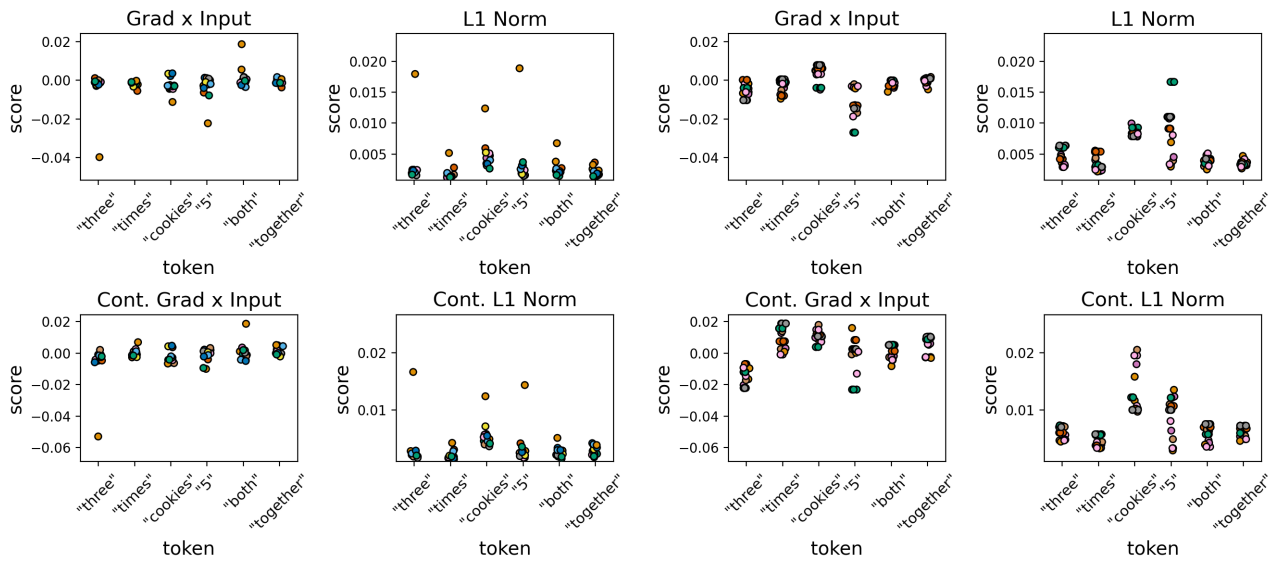 Grad x Input
L1 Norm
Grad x Input
L1 Norm
score
0.02
0.00
−0.02
−0.04
score
0.020
0.015
0.010
0.005
score
0.02
0.00
−0.02
−0.04
score
0.020
0.015
0.010
0.005
"three" "times" "cookies" "5" "both" "together"
"three" "times" "cookies" "5" "both" "together"
"three" "times" "cookies" "5" "both" "together"
"three" "times" "cookies" "5" "both" "together"
token
token
token
token
Cont. Grad x Input
Cont. L1 Norm
Cont. Grad x Input
Cont. L1 Norm
score
0.02
0.00
−0.02
−0.04
−0.06
score
0.02
0.01
score
0.02
0.00
−0.02
−0.04
−0.06
score
0.02
0.01
"three" "times" "cookies" "5" "both" "together"
"three" "times" "cookies" "5" "both" "together"
"three" "times" "cookies" "5" "both" "together"
"three" "times" "cookies" "5" "both" "together"
token
token
token
token